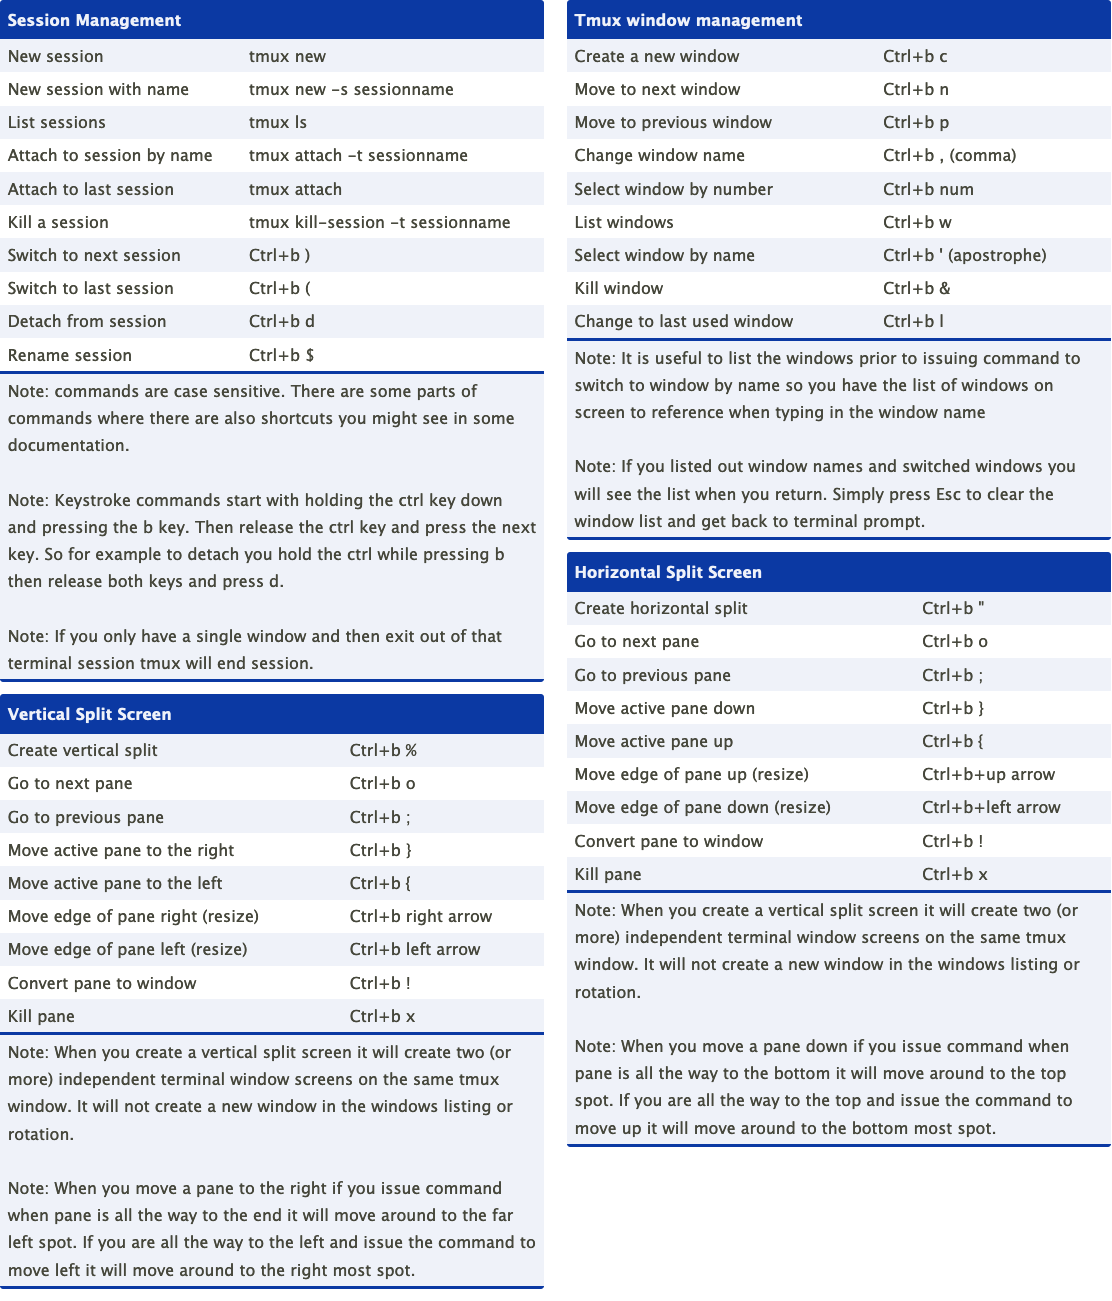 Session Management
New session tmux new
New session with name tmux new -s sessionname
List sessions tmux ls
Attach to session by name tmux attach -t sessionname
Attach to last session tmux attach
Kill a session tmux kill-session -t sessionname
Switch to next session Ctrl+b )
Switch to last session Ctrl+b (
Detach from session Ctrl+b d
Rename session Ctrl+b $
Note: commands are case sensitive. There are some parts of
commands where there are also shortcuts you might see in some
documentation.
Note: Keystroke commands start with holding the ctrl key down
and pressing the b key. Then release the ctrl key and press the next
key. So for example to detach you hold the ctrl while pressing b
then release both keys and press d.
Note: If you only have a single window and then exit out of that
terminal session tmux will end session.
Vertical Split Screen
Create vertical split Ctrl+b %
Go to next pane Ctrl+b o
Go to previous pane Ctrl+b ;
Move active pane to the right Ctrl+b }
Move active pane to the left Ctrl+b {
Move edge of pane right (resize) Ctrl+b right arrow
Move edge of pane left (resize) Ctrl+b left arrow
Convert pane to window Ctrl+b !
Kill pane Ctrl+b x
Note: When you create a vertical split screen it will create two (or
more) independent terminal window screens on the same tmux
window. It will not create a new window in the windows listing or
rotation.
Note: When you move a pane to the right if you issue command
when pane is all the way to the end it will move around to the far
left spot. If you are all the way to the left and issue the command to
move left it will move around to the right most spot.
Tmux window management
Create a new window Ctrl+b c
Move to next window Ctrl+b n
Move to previous window Ctrl+b p
Change window name Ctrl+b , (comma)
Select window by number Ctrl+b num
List windows Ctrl+b w
Select window by name Ctrl+b ' (apostrophe)
Kill window Ctrl+b &
Change to last used window Ctrl+b l
Note: It is useful to list the windows prior to issuing command to
switch to window by name so you have the list of windows on
screen to reference when typing in the window name
Note: If you listed out window names and switched windows you
will see the list when you return. Simply press Esc to clear the
window list and get back to terminal prompt.
Horizontal Split Screen
Create horizontal split Ctrl+b "
Go to next pane Ctrl+b o
Go to previous pane Ctrl+b ;
Move active pane down Ctrl+b }
Move active pane up Ctrl+b {
Move edge of pane up (resize) Ctrl+b+up arrow
Move edge of pane down (resize) Ctrl+b+left arrow
Convert pane to window Ctrl+b !
Kill pane Ctrl+b x
Note: When you create a vertical split screen it will create two (or
more) independent terminal window screens on the same tmux
window. It will not create a new window in the windows listing or
rotation.
Note: When you move a pane down if you issue command when
pane is all the way to the bottom it will move around to the top
spot. If you are all the way to the top and issue the command to
move up it will move around to the bottom most spot.